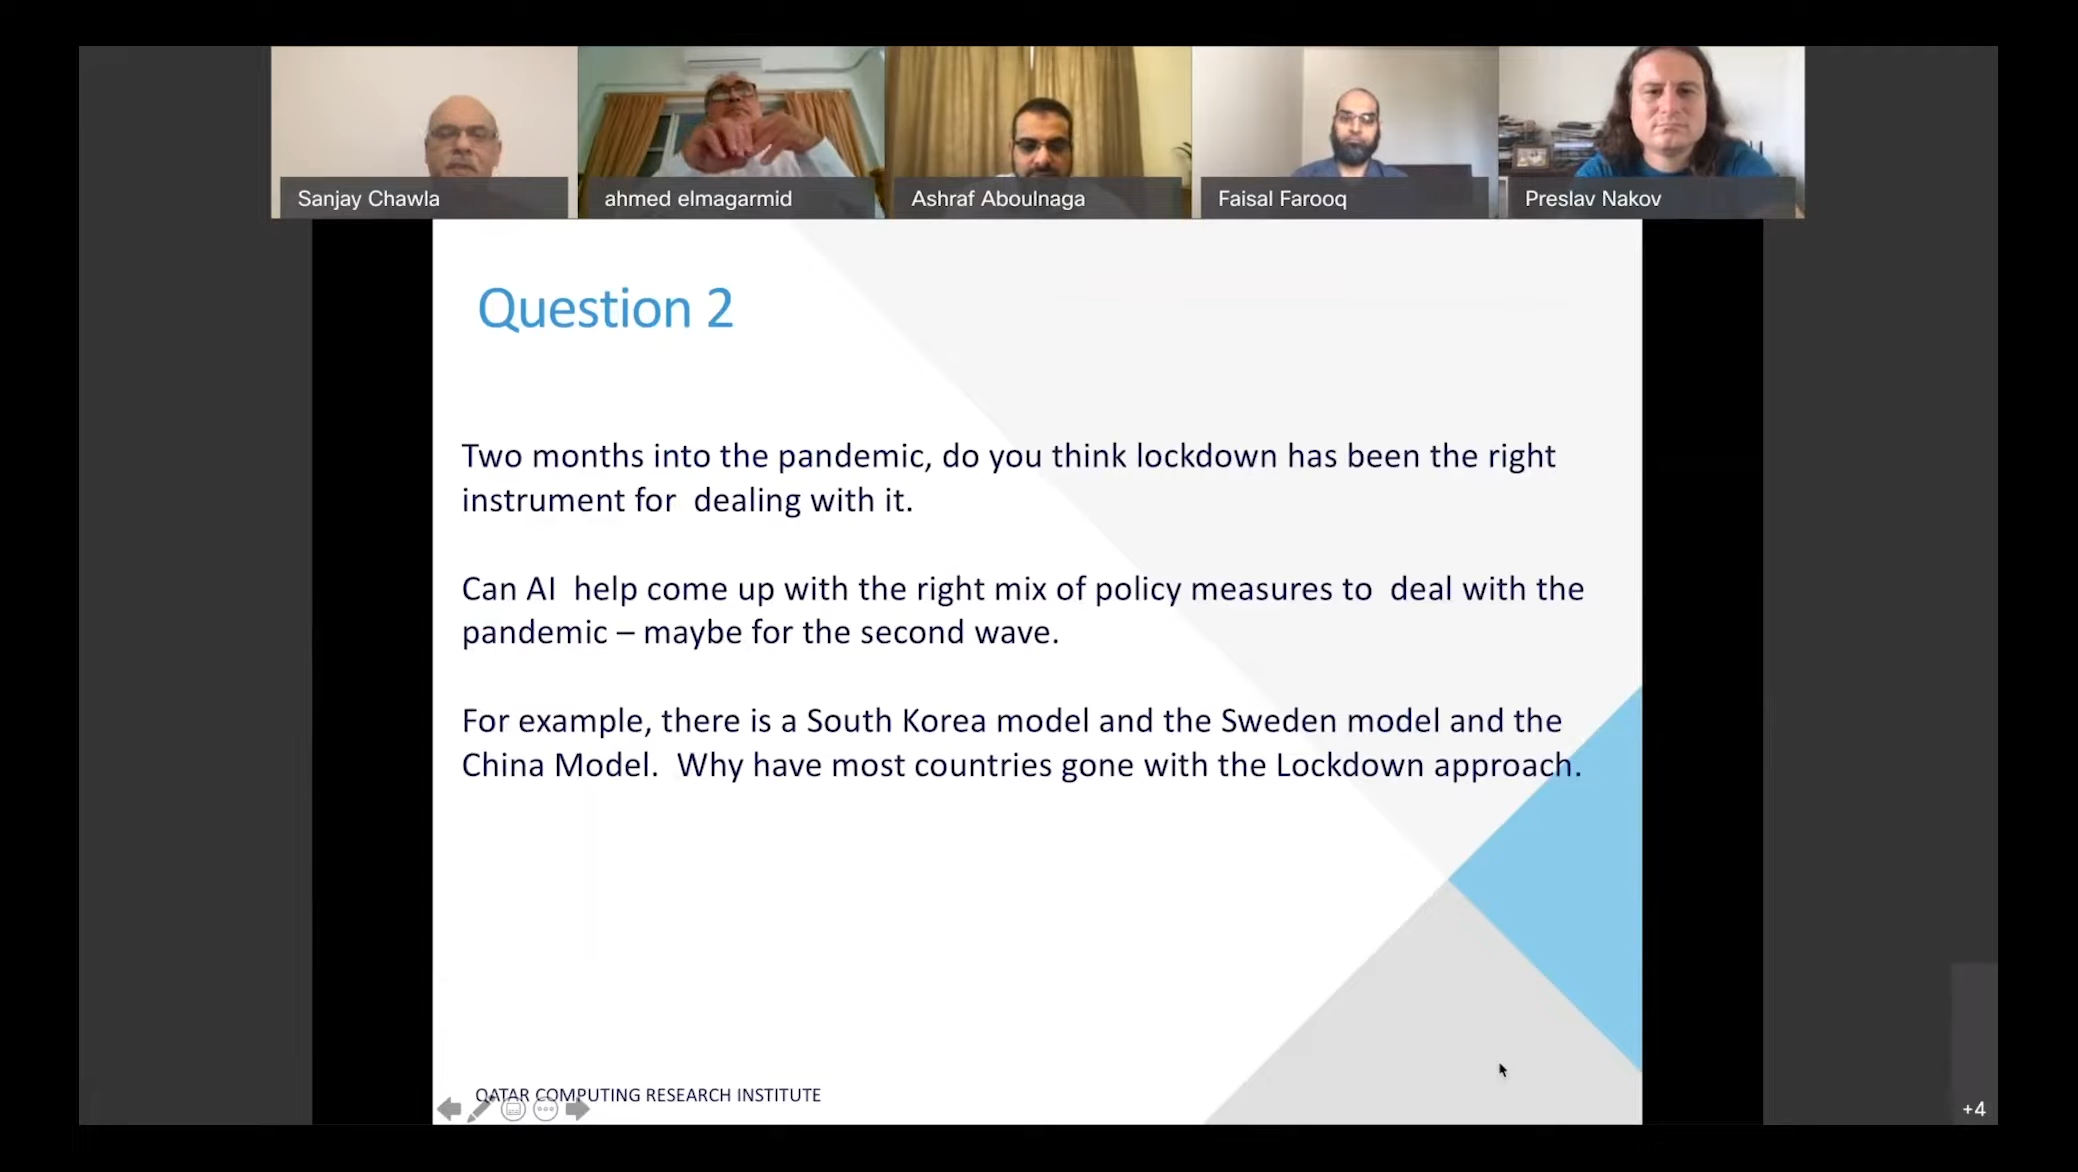 Sanjay Chawla
ahmed elmagarmid
Ashraf Aboulnaga
Faisal Farooq
Preslav Nakov
Question 2
Two months into the pandemic, do you think lockdown has been the right
instrument for  dealing with it.
Can AI  help come up with the right mix of policy measures to  deal with the
pandemic – maybe for the second wave.
For example, there is a South Korea model and the Sweden model and the
China Model.  Why have most countries gone with the Lockdown approach.
QATAR COMPUTING RESEARCH INSTITUTE
+4